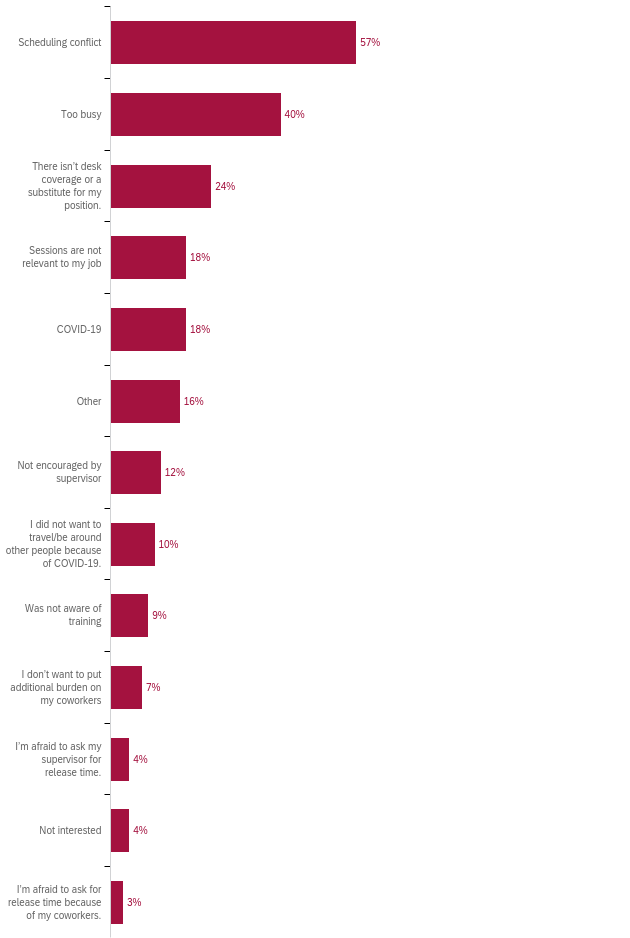 Scheduling conflict
57%
Too busy
40%
There isn't desk
coverage or a
substitute for my
position.
24%
Sessions are not
relevant to my job
18%
COVID-19
18%
Other
16%
Not encouraged by
supervisor
12%
I did not want to
travel/be around
other people because
of COVID-19.
10%
Was not aware of
training
9%
I don't want to put
additional burden on
my coworkers
7%
I'm afraid to ask my
supervisor for
release time.
4%
Not interested
4%
I'm afraid to ask for
release time because
of my coworkers.
3%